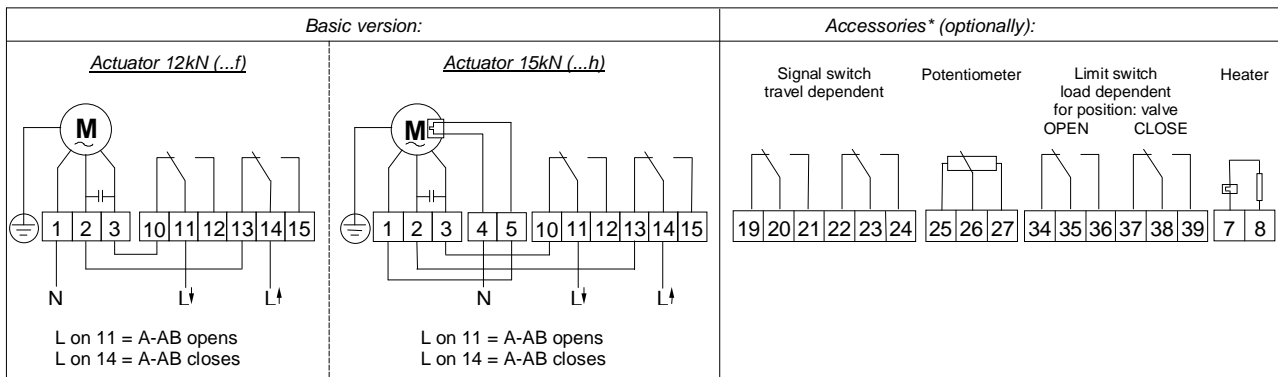 Basic version:
Accessories* (optionally):
Actuator 12kN (...f)
Actuator 15kN (...h)
Signal switch
travel dependent
Potentiometer
Limit switch
load dependent
for position: valve
OPEN CLOSE
Heater
M
M
1 2 3 10 11 12 13 14 15
1 2 3 4 5 10 11 12 13 14 15
19 20 21 22 23 24
25 26 27
34 35 36 37 38 39
7 8
N L L
N L L
L on 11 = A-AB opens
L on 14 = A-AB closes
L on 11 = A-AB opens
L on 14 = A-AB closes